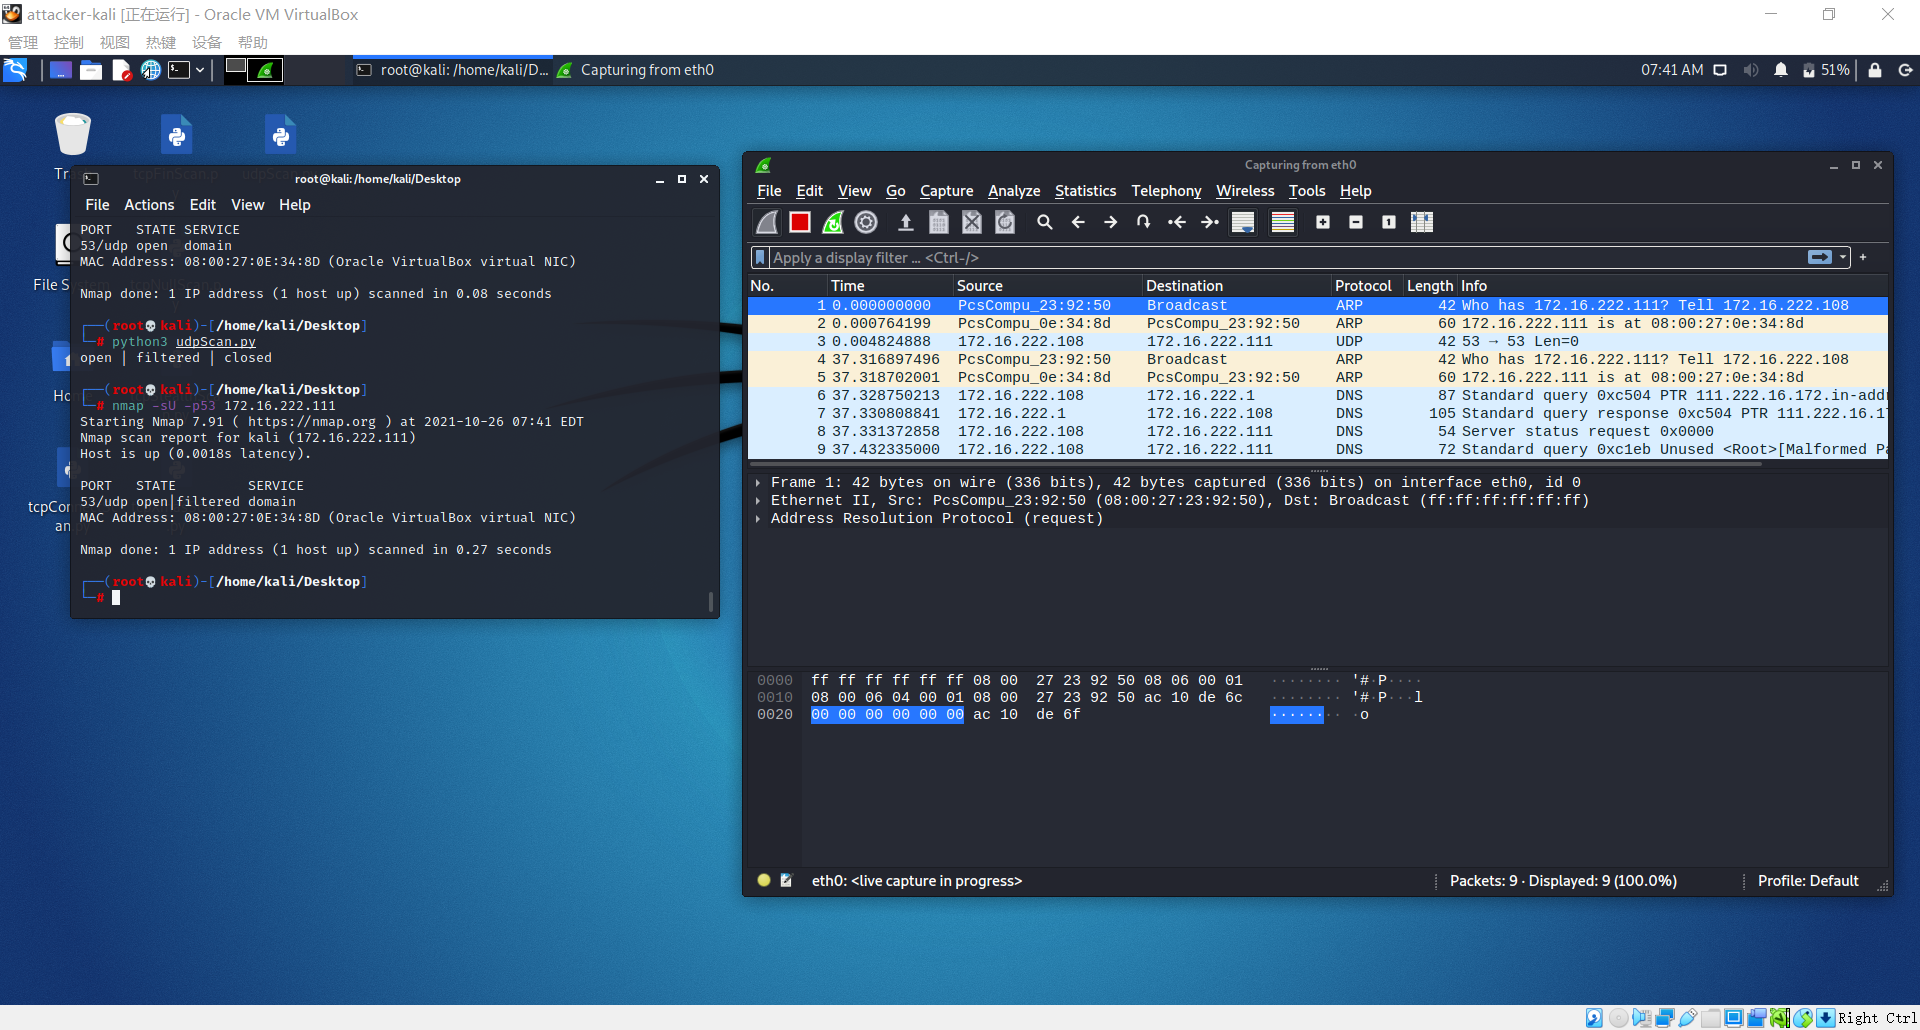 attacker-kali [正在运行] - Oracle VM VirtualBox
管理 控制 视图 热键 设备 帮助
root@kali: /home/kali/D... Capturing from eth0 07:41 AM 51%
File System
Home
root@kali: /home/kali/Desktop
File Actions Edit View Help
PORT STATE SERVICE
53/udp open domain
MAC Address: 08:00:27:0E:34:8D (Oracle VirtualBox virtual NIC)
Nmap done: 1 IP address (1 host up) scanned in 0.08 seconds
┌──(root💀kali)-[/home/kali/Desktop]
└─# python3 udpScan.py
open | filtered | closed
┌──(root💀kali)-[/home/kali/Desktop]
└─# nmap -sU -p53 172.16.222.111
Starting Nmap 7.91 ( https://nmap.org ) at 2021-10-26 07:41 EDT
Nmap scan report for kali (172.16.222.111)
Host is up (0.0018s latency).
PORT STATE SERVICE
53/udp open|filtered domain
MAC Address: 08:00:27:0E:34:8D (Oracle VirtualBox virtual NIC)
Nmap done: 1 IP address (1 host up) scanned in 0.27 seconds
┌──(root💀kali)-[/home/kali/Desktop]
└─#
Capturing from eth0
File Edit View Go Capture Analyze Statistics Telephony Wireless Tools Help
Apply a display filter ... <Ctrl-/>
No. Time Source Destination Protocol Length Info
1 0.000000000 PcsCompu_23:92:50 Broadcast ARP 42 Who has 172.16.222.111? Tell 172.16.222.108
2 0.000764199 PcsCompu_0e:34:8d PcsCompu_23:92:50 ARP 60 172.16.222.111 is at 08:00:27:0e:34:8d
3 0.004824888 172.16.222.108 172.16.222.111 UDP 42 53 → 53 Len=0
4 37.316897496 PcsCompu_23:92:50 Broadcast ARP 42 Who has 172.16.222.111? Tell 172.16.222.108
5 37.318702001 PcsCompu_0e:34:8d PcsCompu_23:92:50 ARP 60 172.16.222.111 is at 08:00:27:0e:34:8d
6 37.328750213 172.16.222.108 172.16.222.1 DNS 87 Standard query 0xc504 PTR 111.222.16.172.in-addr
7 37.330808841 172.16.222.1 172.16.222.108 DNS 105 Standard query response 0xc504 PTR 111.222.16.17
8 37.331372858 172.16.222.108 172.16.222.111 DNS 54 Server status request 0x0000
9 37.432335000 172.16.222.108 172.16.222.111 DNS 72 Standard query 0xc1eb Unused <Root>[Malformed Pa
Frame 1: 42 bytes on wire (336 bits), 42 bytes captured (336 bits) on interface eth0, id 0
Ethernet II, Src: PcsCompu_23:92:50 (08:00:27:23:92:50), Dst: Broadcast (ff:ff:ff:ff:ff:ff)
Address Resolution Protocol (request)
0000 ff ff ff ff ff ff 08 00 27 23 92 50 08 06 00 01 ········ '#·P····
0010 08 00 06 04 00 01 08 00 27 23 92 50 ac 10 de 6c ········ '#·P···l
0020 00 00 00 00 00 00 ac 10 de 6f ········ ·o
eth0: <live capture in progress> Packets: 9 · Displayed: 9 (100.0%) Profile: Default
Right Ctrl